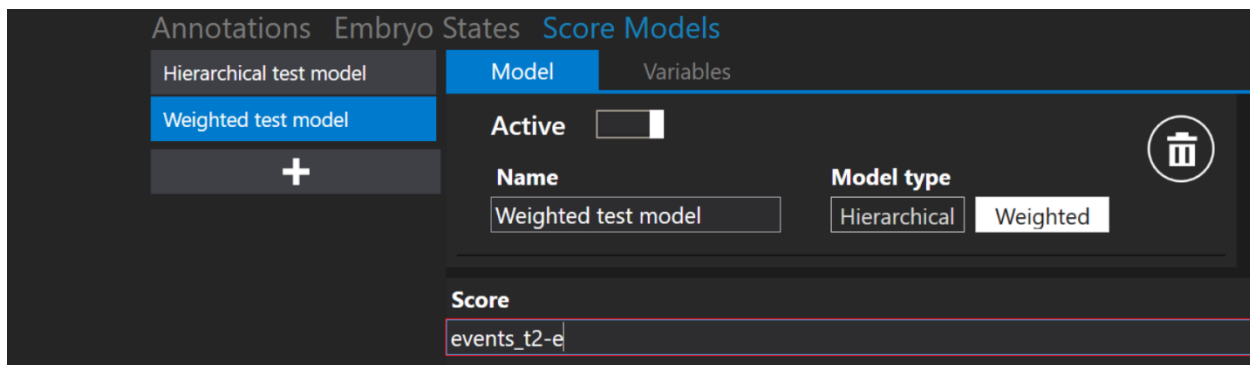 Annotations Embryo States Score Models
Hierarchical test model Model Variables
Weighted test model Active
Name Model type
Weighted test model Hierarchical Weighted
Score
events_t2-e